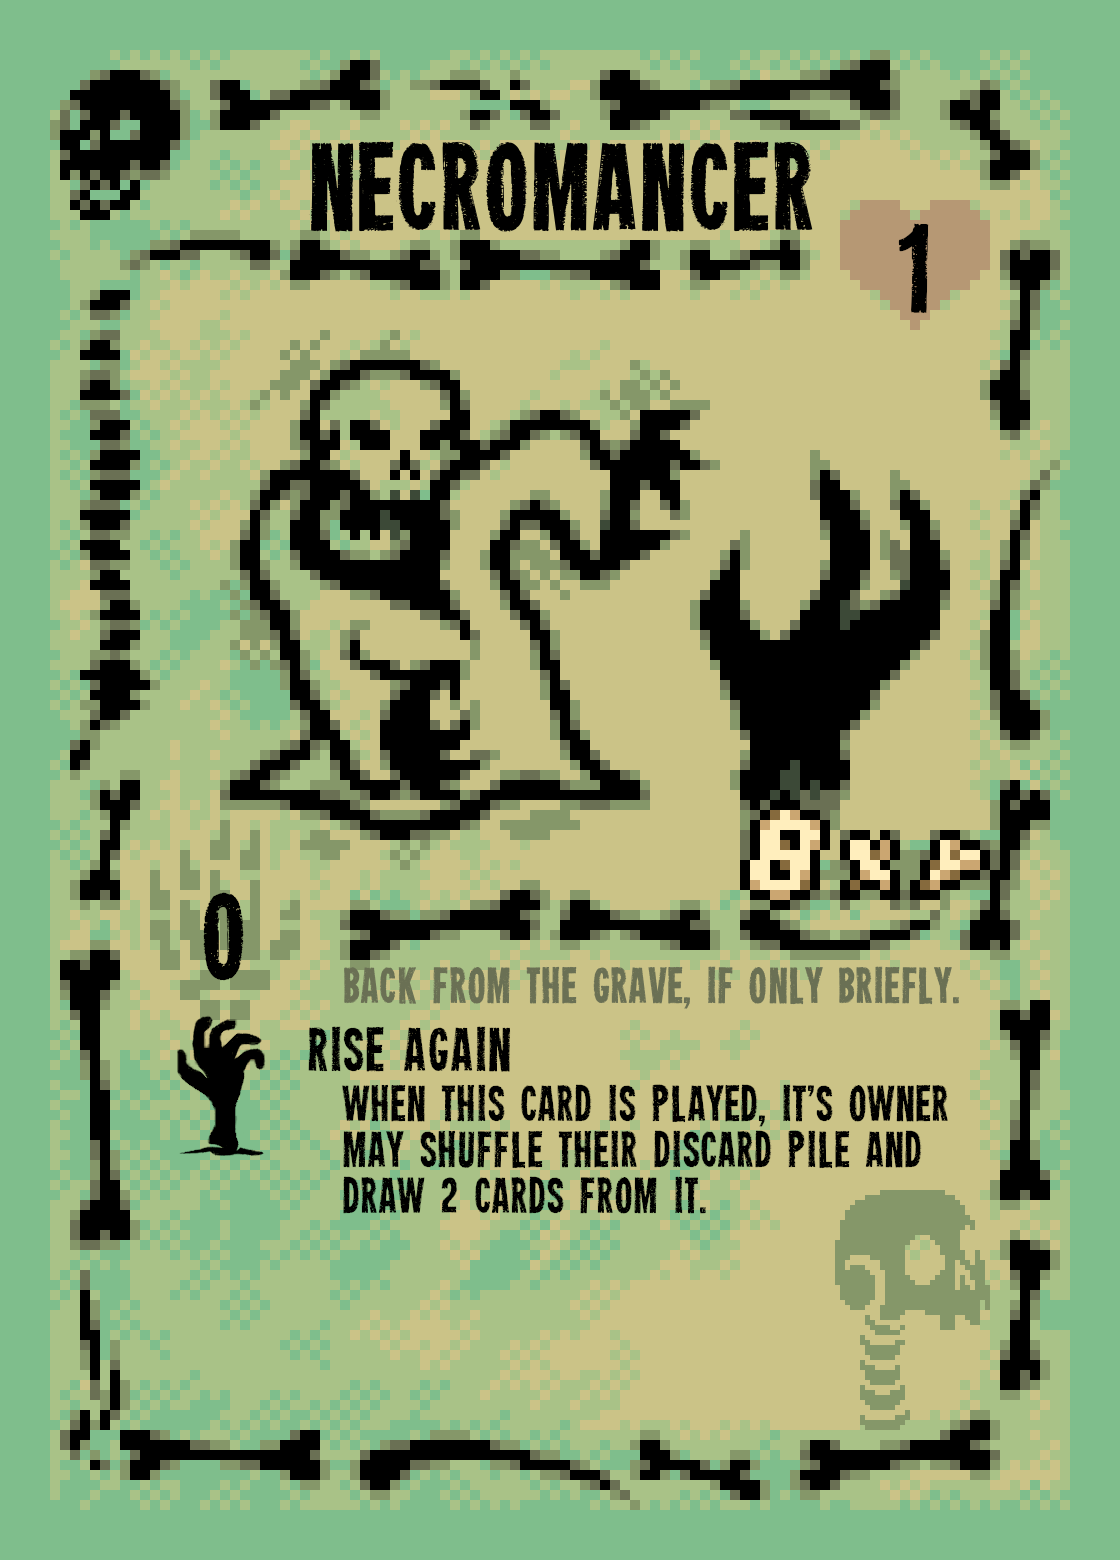 NECROMANCER
1
8XP
0
BACK FROM THE GRAVE, IF ONLY BRIEFLY.
RISE AGAIN
WHEN THIS CARD IS PLAYED, IT'S OWNER
MAY SHUFFLE THEIR DISCARD PILE AND
DRAW 2 CARDS FROM IT.